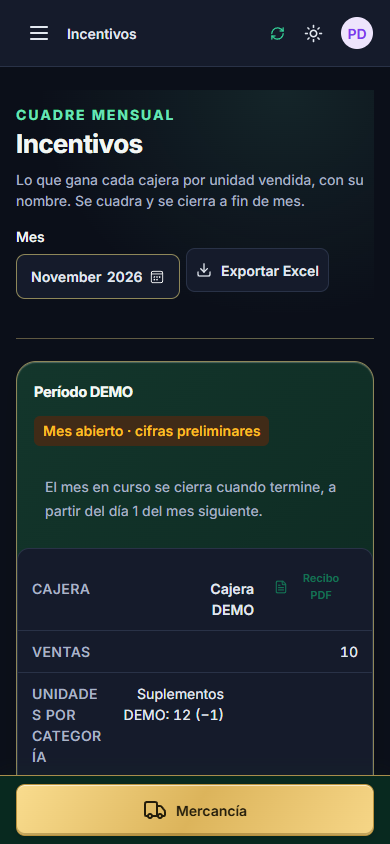 Incentivos
PD
CUADRE MENSUAL
Incentivos
Lo que gana cada cajera por unidad vendida, con su
nombre. Se cuadra y se cierra a fin de mes.
Mes
November 2026
Exportar Excel
Período DEMO
Mes abierto · cifras preliminares
El mes en curso se cierra cuando termine, a
partir del día 1 del mes siguiente.
CAJERA
Cajera
DEMO
Recibo
PDF
VENTAS
10
UNIDADE
S POR
CATEGOR
ÍA
Suplementos
DEMO: 12 (−1)
Mercancía